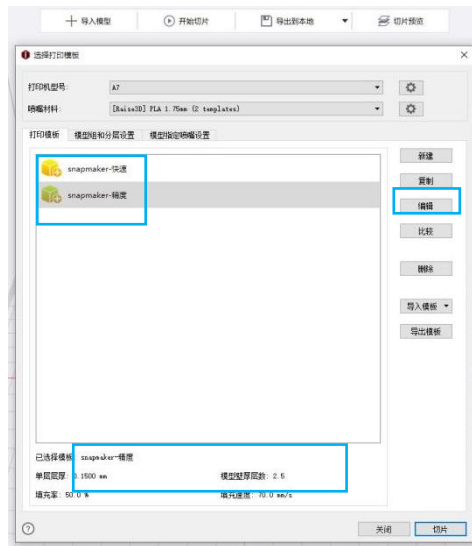 导入模型 开始切片 导出到本地 切片预览
选择打印模板
打印机型号: A7
喷嘴材料: [Raise3D] PLA 1.75mm (2 templates)
打印模板 模型组和分层设置 模型指定喷嘴设置
snapmaker-快速
snapmaker-精度
新建
复制
编辑
比较
删除
导入模板
导出模板
已选择模板: snapmaker-精度
单层层厚: 0.1500 mm 模型壁厚层数: 2.5
填充率: 50.0 % 填充速度: 70.0 mm/s
关闭 切片